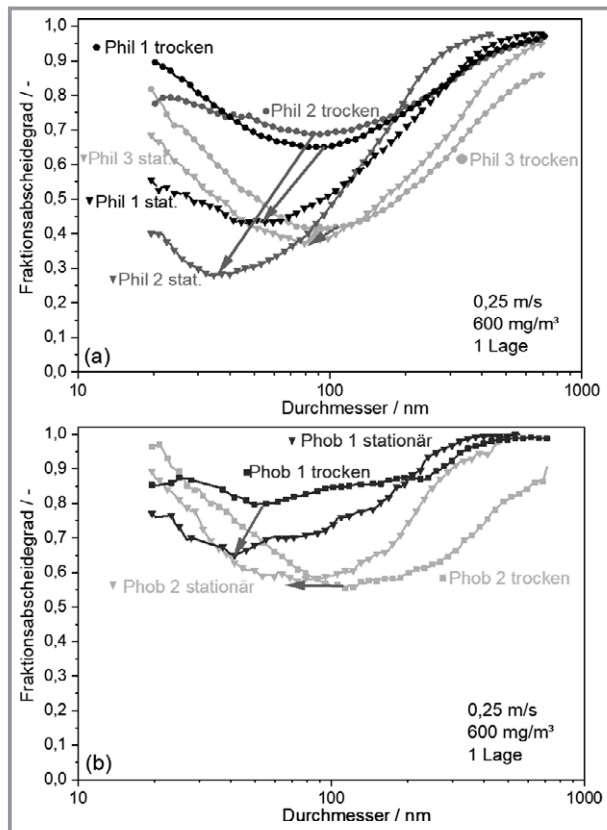 1,0
0,9
0,8
0,7
0,6
0,5
0,4
0,3
0,2
0,1
0,0
Fraktionsabscheidegrad / -
Phil 1 trocken
Phil 2 trocken
Phil 3 stat.
Phil 3 trocken
Phil 1 stat.
Phil 2 stat.
0,25 m/s
600 mg/m³
1 Lage
(a)
10 100 1000
Durchmesser / nm
1,0
0,9
0,8
0,7
0,6
0,5
0,4
0,3
0,2
0,1
0,0
Fraktionsabscheidegrad / -
Phob 1 stationär
Phob 1 trocken
Phob 2 stationär
Phob 2 trocken
0,25 m/s
600 mg/m³
1 Lage
(b)
10 100 1000
Durchmesser / nm